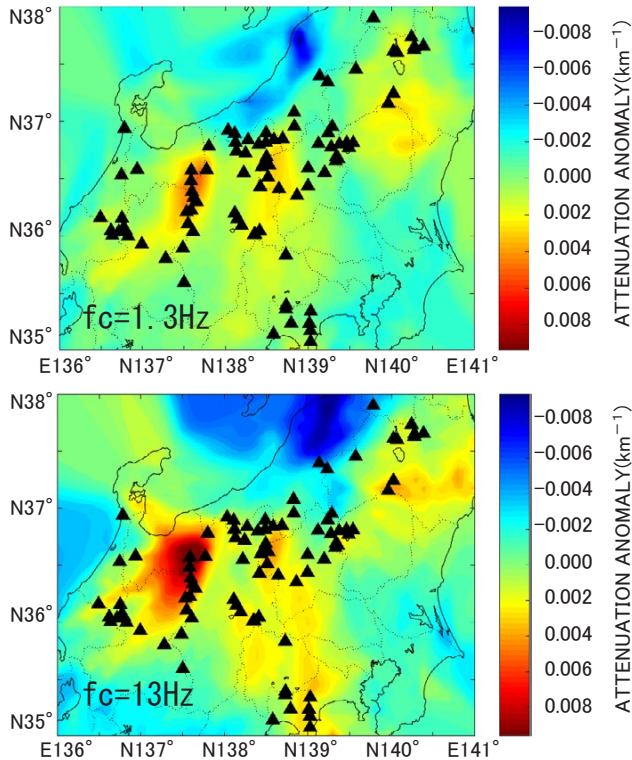 N38°
N37°
N36°
N35°
fc=1.3Hz
E136° N137° N138° N139° N140° E141°
-0.008
-0.006
-0.004
-0.002
0.000
0.002
0.004
0.006
0.008
ATTENUATION ANOMALY(km⁻¹)
N38°
N37°
N36°
N35°
fc=13Hz
E136° N137° N138° N139° N140° E141°
-0.008
-0.006
-0.004
-0.002
0.000
0.002
0.004
0.006
0.008
ATTENUATION ANOMALY(km⁻¹)